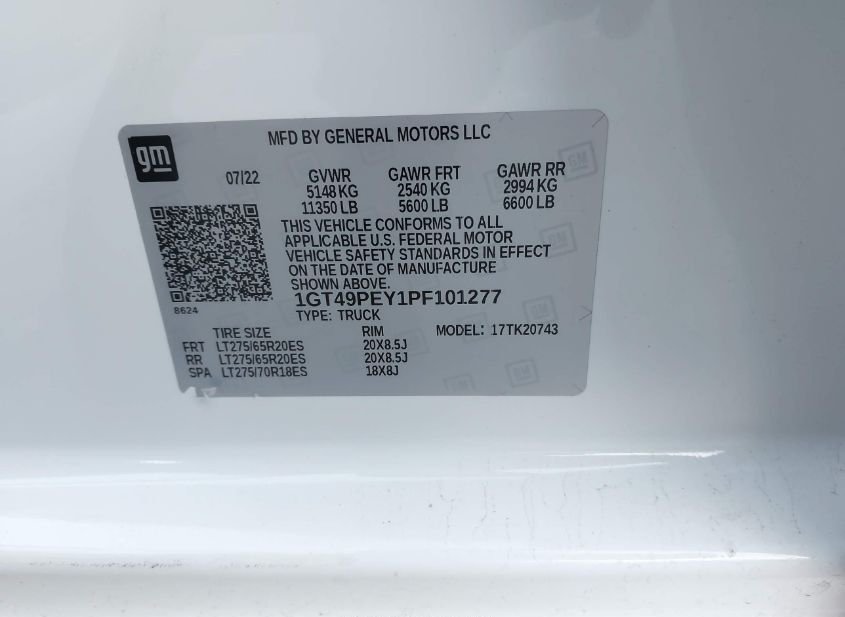 gm
MFD BY GENERAL MOTORS LLC
07/22 GVWR GAWR FRT GAWR RR
5148 KG 2540 KG 2994 KG
11350 LB 5600 LB 6600 LB
THIS VEHICLE CONFORMS TO ALL
APPLICABLE U.S. FEDERAL MOTOR
VEHICLE SAFETY STANDARDS IN EFFECT
ON THE DATE OF MANUFACTURE
SHOWN ABOVE.
8624
1GT49PEY1PF101277
TYPE: TRUCK
TIRE SIZE RIM MODEL: 17TK20743
FRT LT275/65R20ES 20X8.5J
RR LT275/65R20ES 20X8.5J
SPA LT275/70R18ES 18X8J